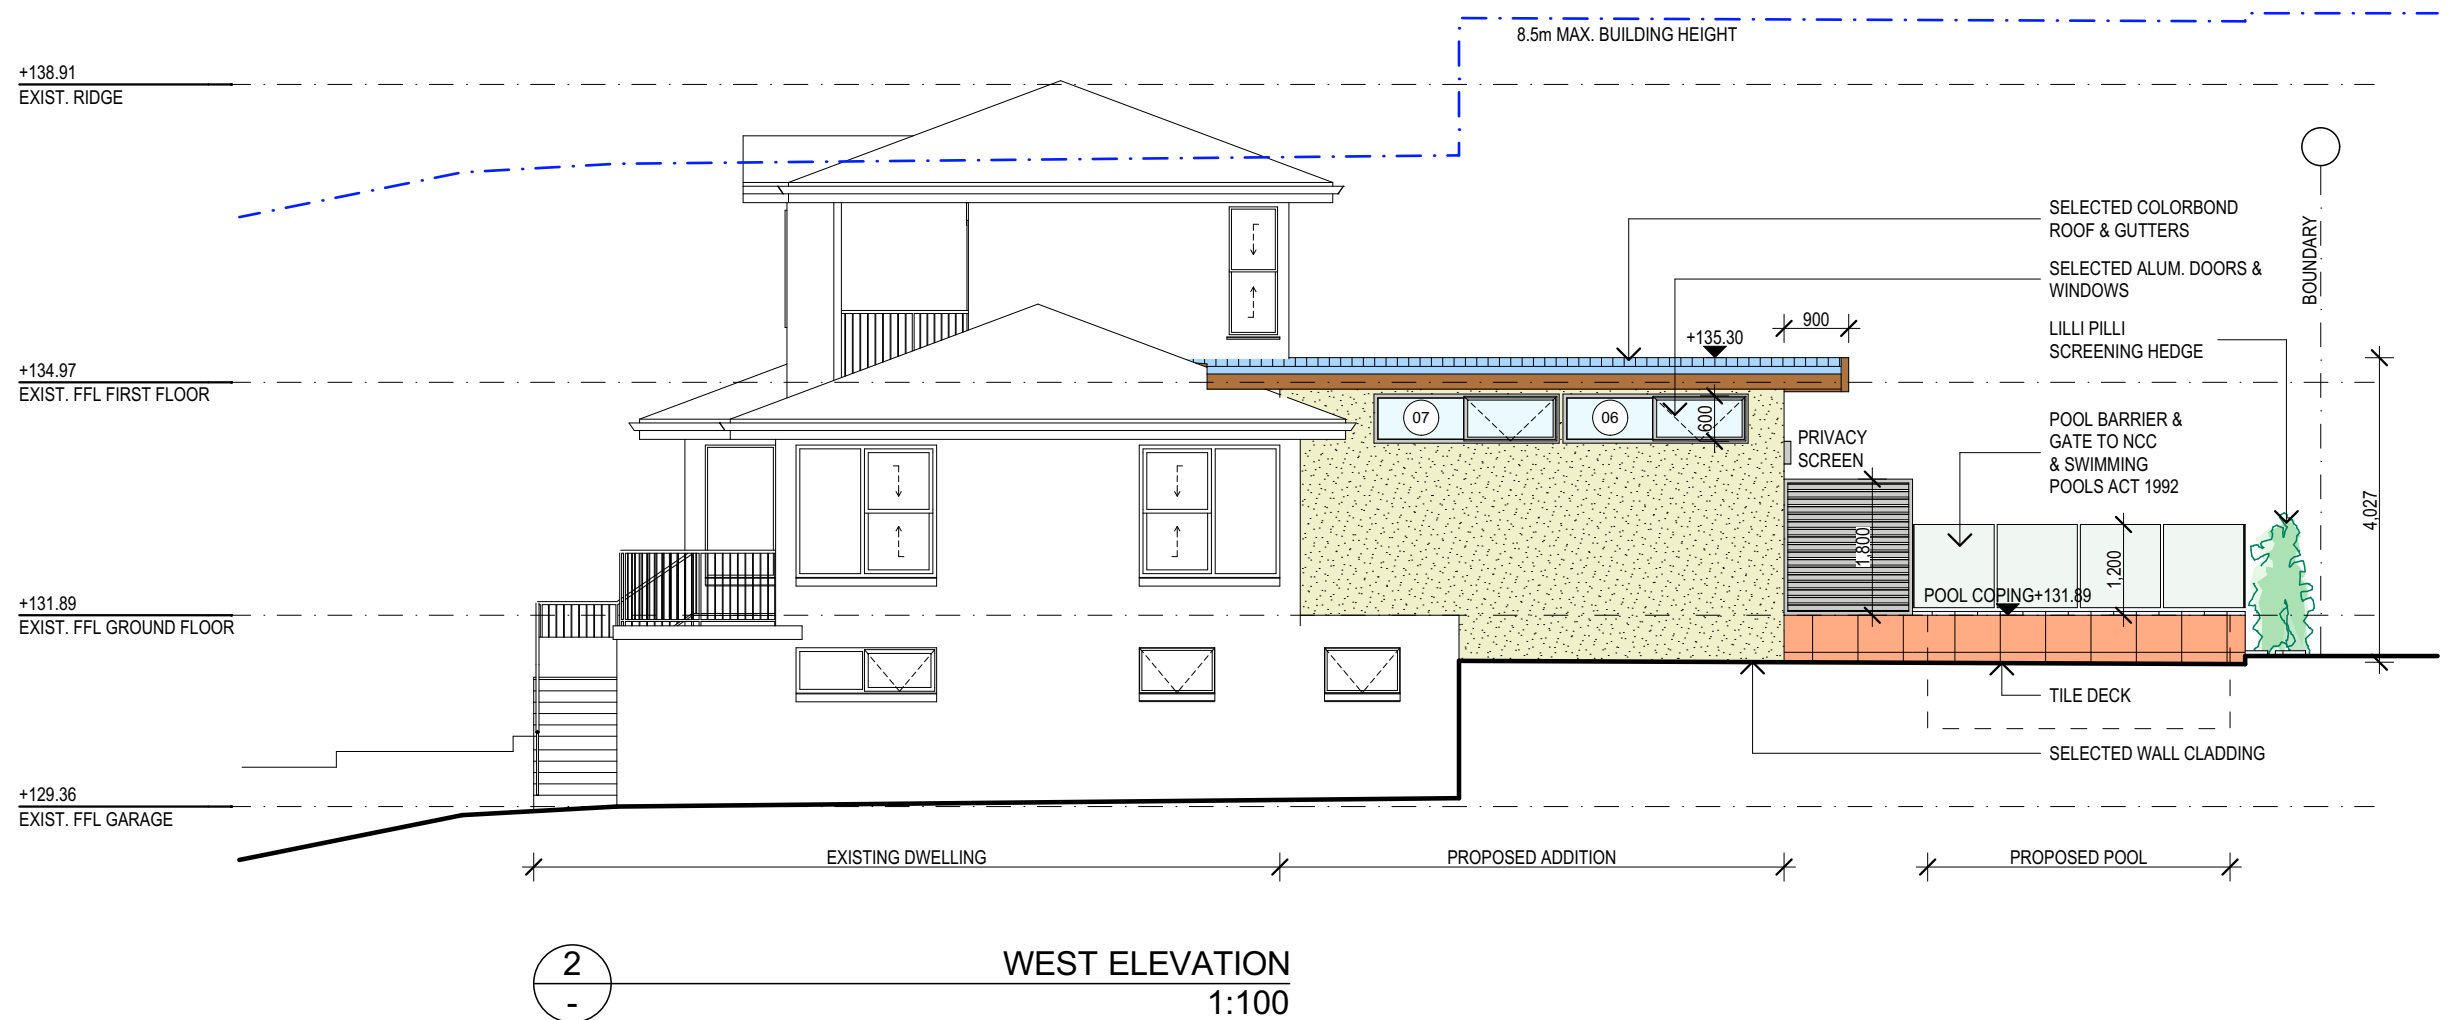 8.5m MAX. BUILDING HEIGHT
+138.91
EXIST. RIDGE
SELECTED COLORBOND
ROOF & GUTTERS
SELECTED ALUM. DOORS &
WINDOWS
BOUNDARY
LILLI PILLI
SCREENING HEDGE
900
+135.30
+134.97
EXIST. FFL FIRST FLOOR
07
06
600
PRIVACY
SCREEN
POOL BARRIER &
GATE TO NCC
& SWIMMING
POOLS ACT 1992
4,027
1,800
1,200
POOL COPING+131.89
+131.89
EXIST. FFL GROUND FLOOR
TILE DECK
SELECTED WALL CLADDING
+129.36
EXIST. FFL GARAGE
EXISTING DWELLING
PROPOSED ADDITION
PROPOSED POOL
2
-
WEST ELEVATION
1:100